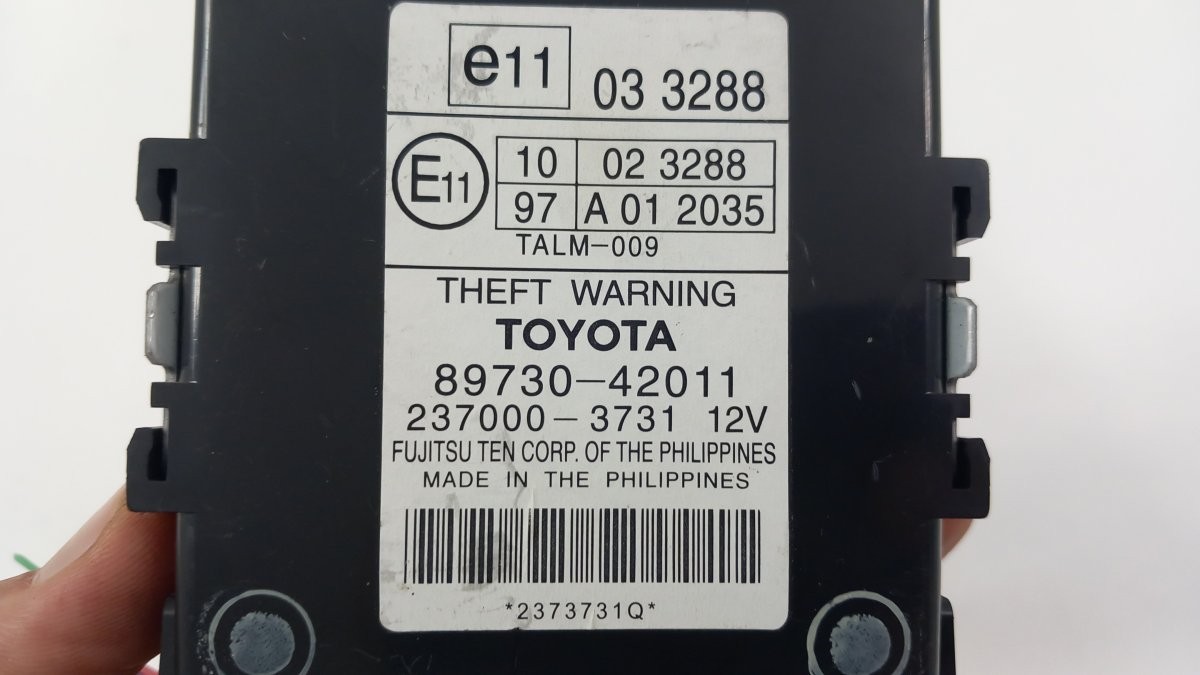 e11 03 3288
E11 10 02 3288
97 A 01 2035
TALM-009
THEFT WARNING
TOYOTA
89730-42011
237000-3731 12V
FUJITSU TEN CORP. OF THE PHILIPPINES
MADE IN THE PHILIPPINES
*2373731Q*